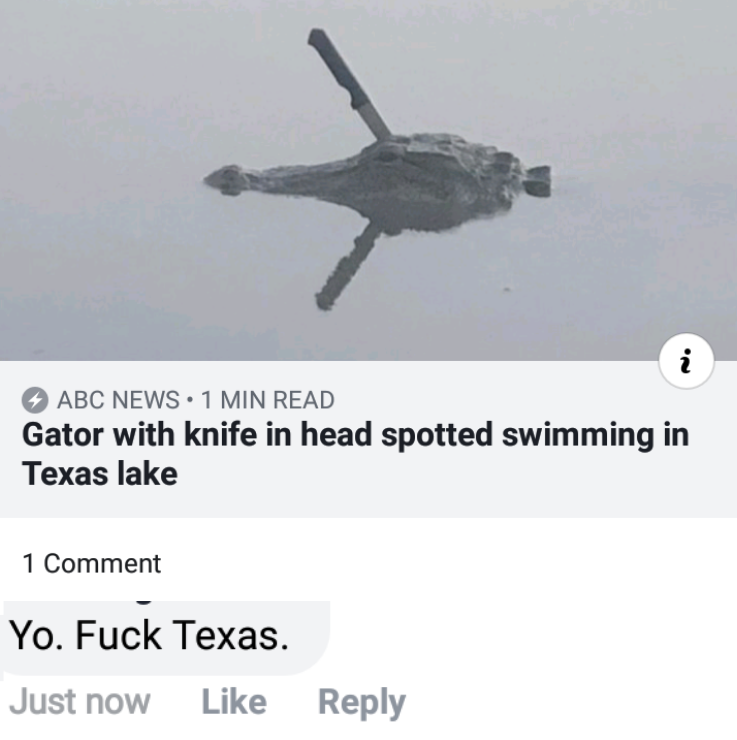 i
ABC NEWS • 1 MIN READ
Gator with knife in head spotted swimming in
Texas lake
1 Comment
Yo. Fuck Texas.
Just now Like Reply